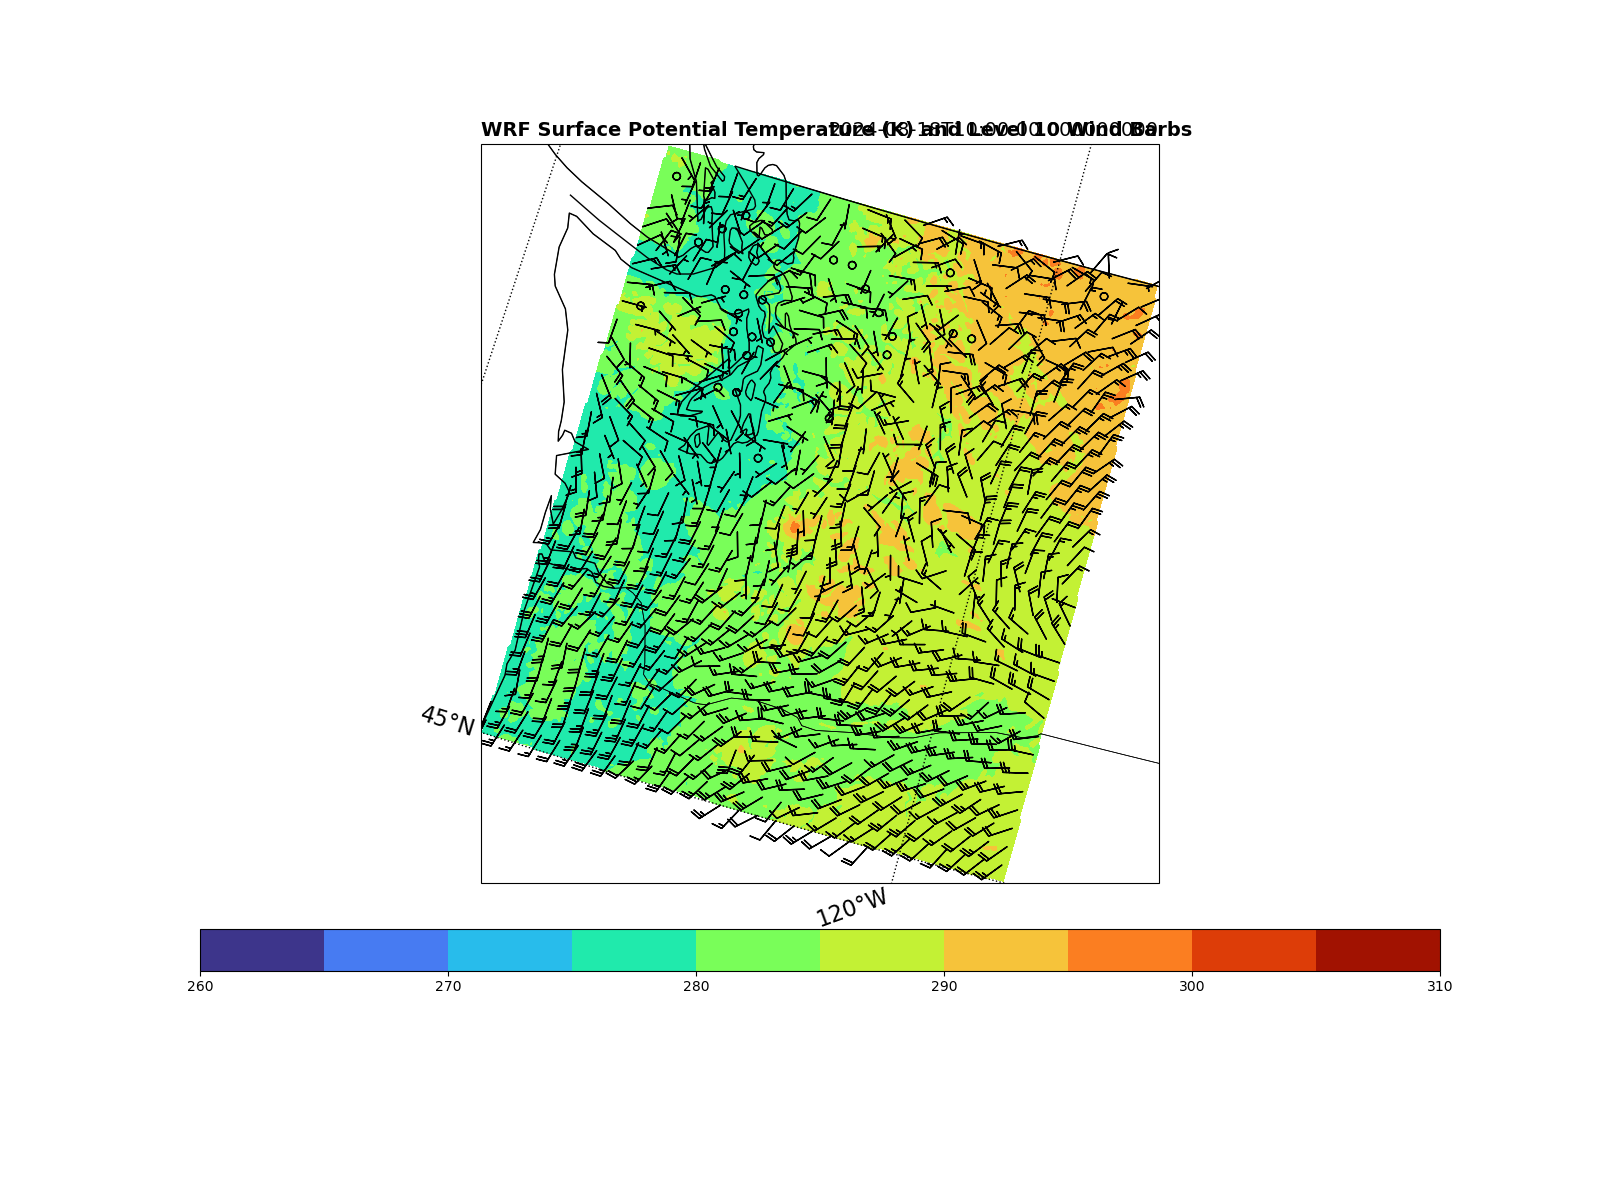 WRF Surface Potential Temperature (K) and Level 10 Wind Barbs
45°N
120°W
260 270 280 290 300 310